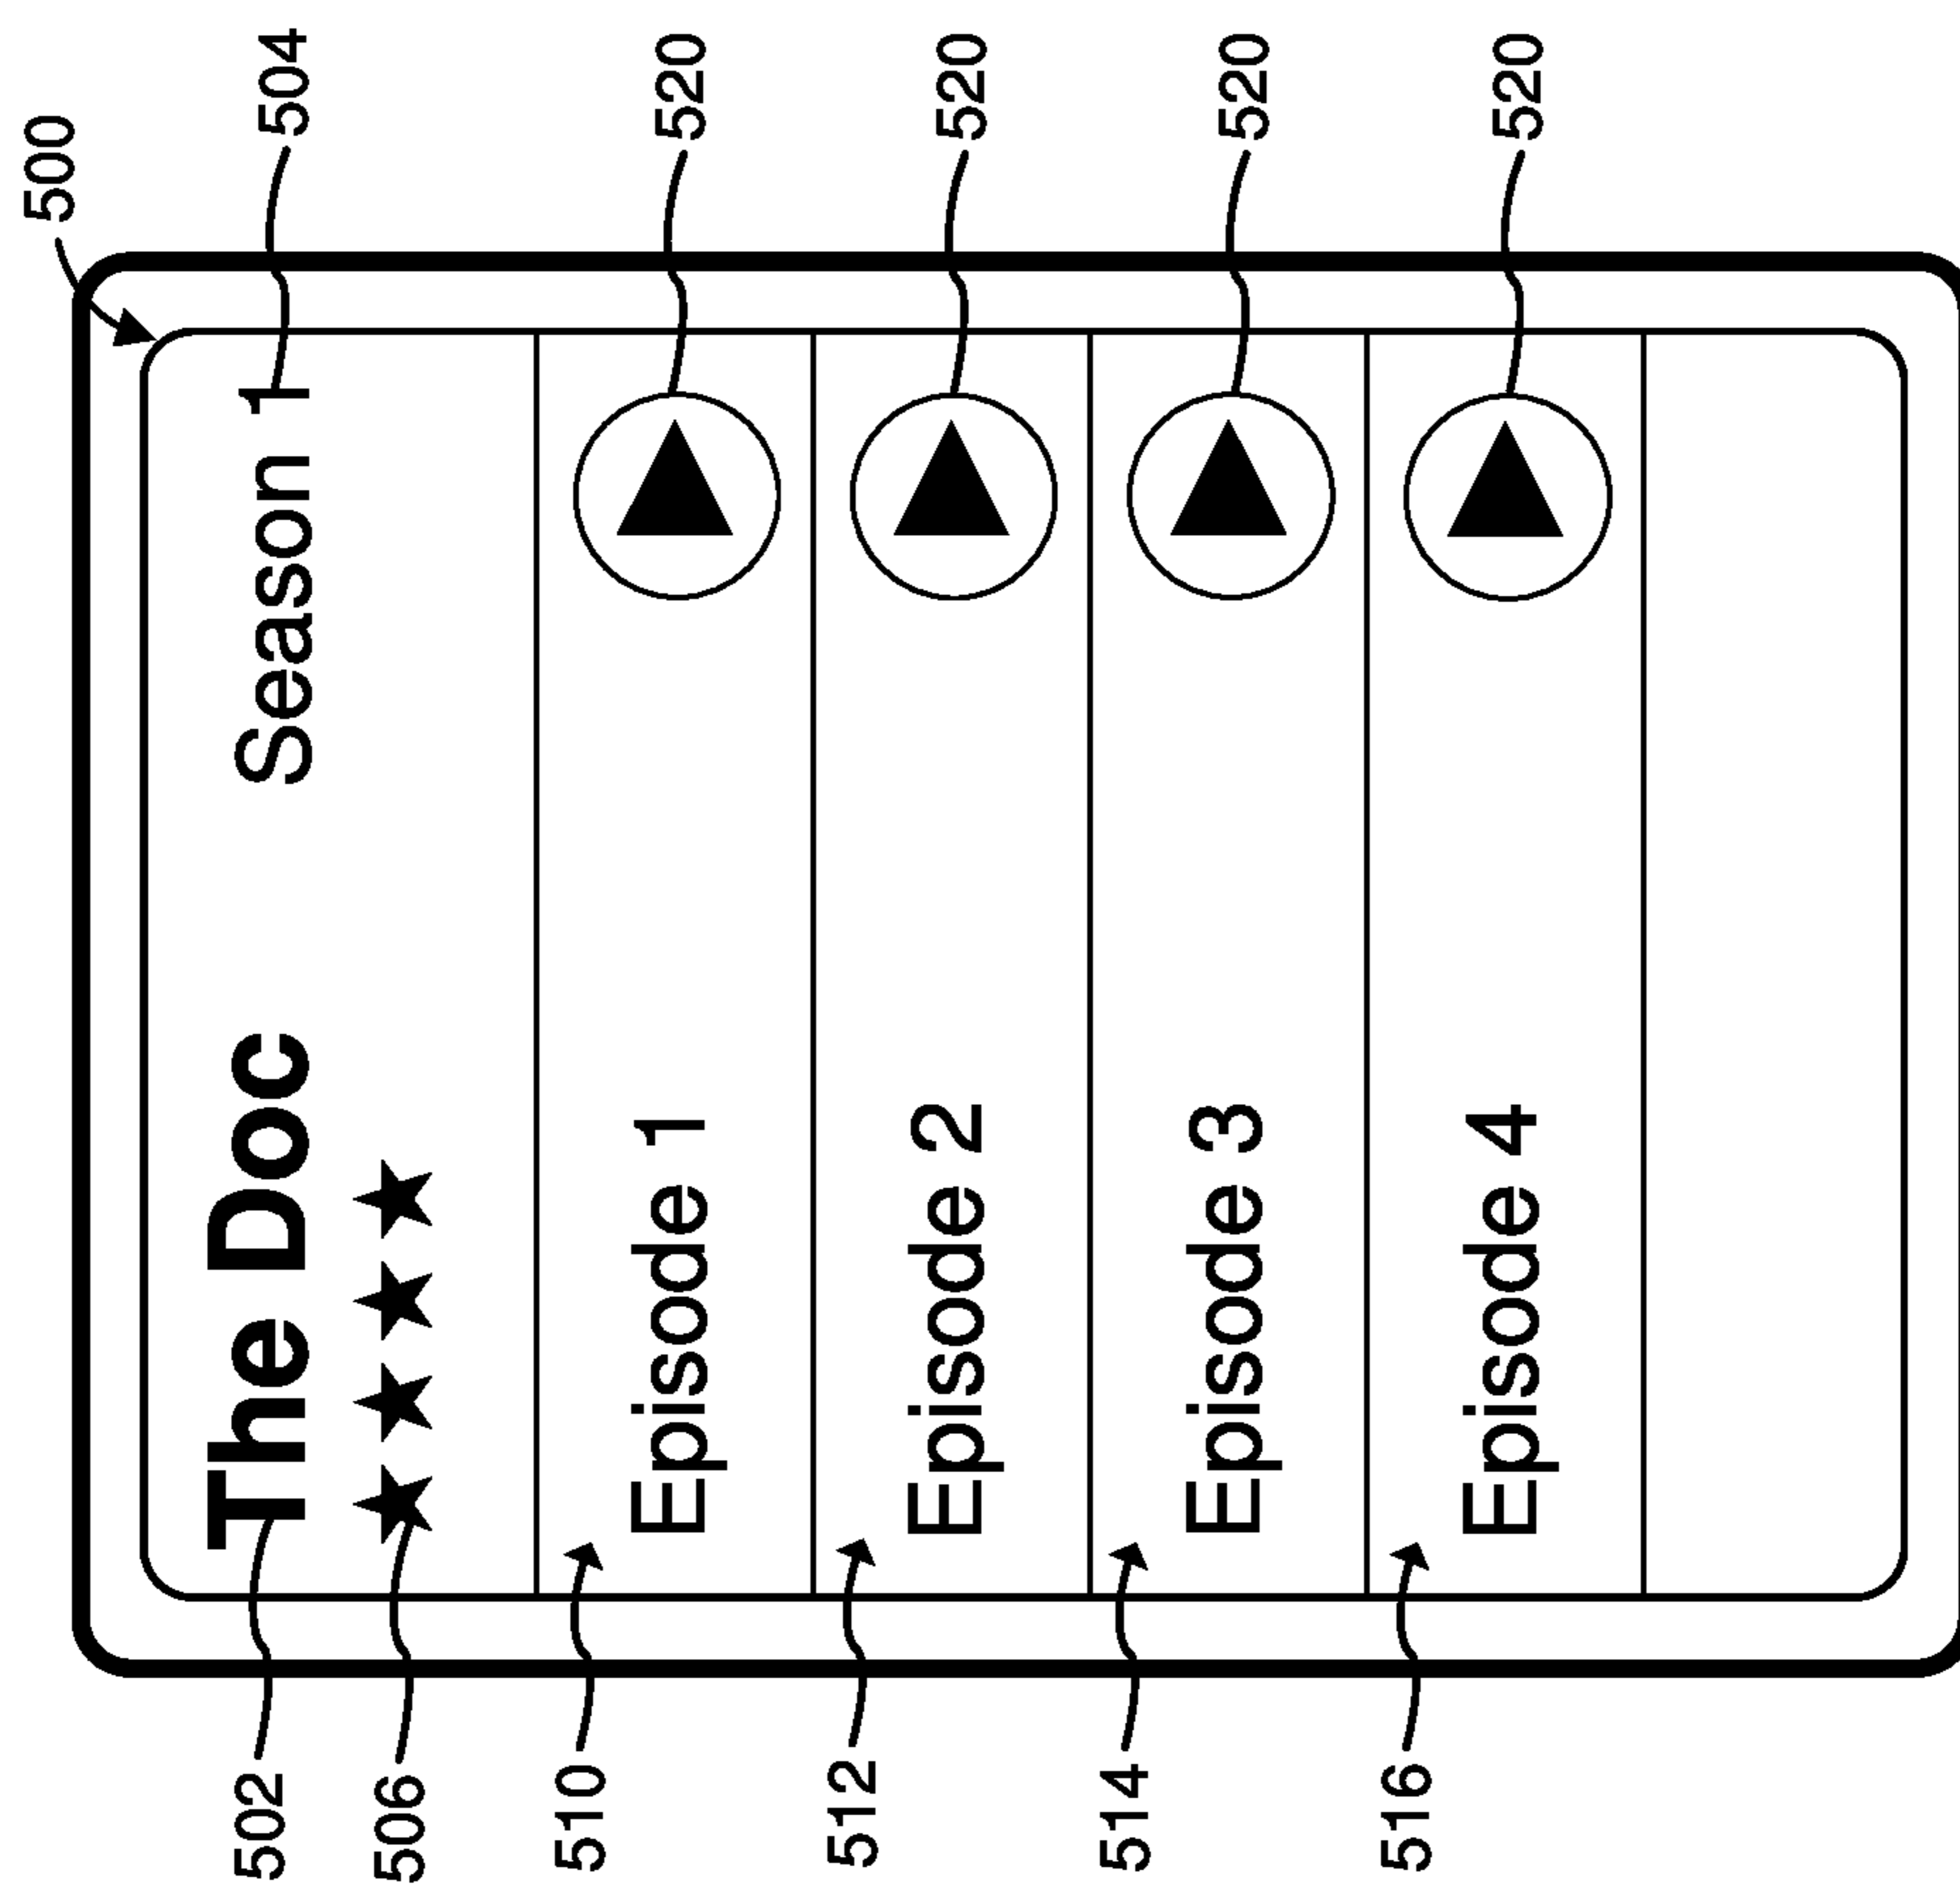 500
502 The Doc Season 1 504
506
510 Episode 1 520
512 Episode 2 520
514 Episode 3 520
516 Episode 4 520